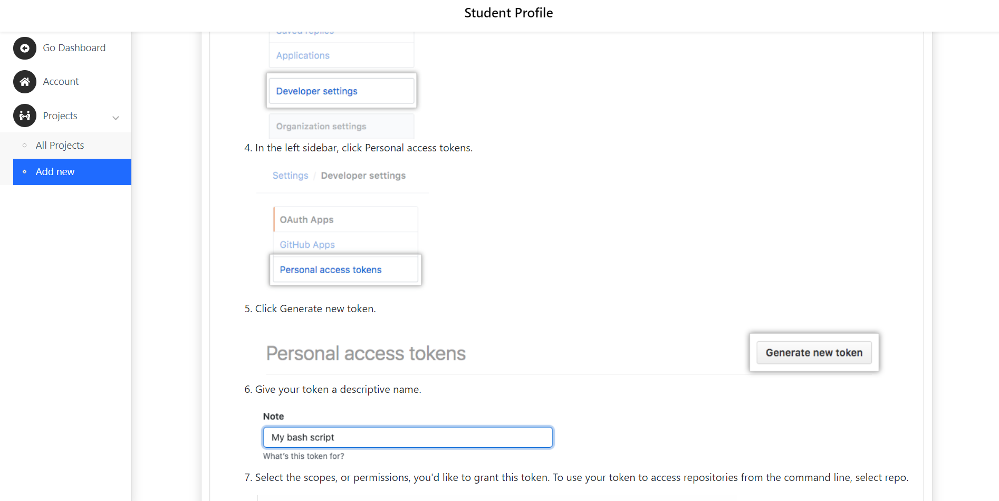 Student Profile
Go Dashboard
Account
Projects
All Projects
Add new
Saved replies
Applications
Developer settings
Organization settings
4. In the left sidebar, click Personal access tokens.
Settings / Developer settings
OAuth Apps
GitHub Apps
Personal access tokens
5. Click Generate new token.
Personal access tokens
Generate new token
6. Give your token a descriptive name.
Note
My bash script
What's this token for?
7. Select the scopes, or permissions, you'd like to grant this token. To use your token to access repositories from the command line, select repo.